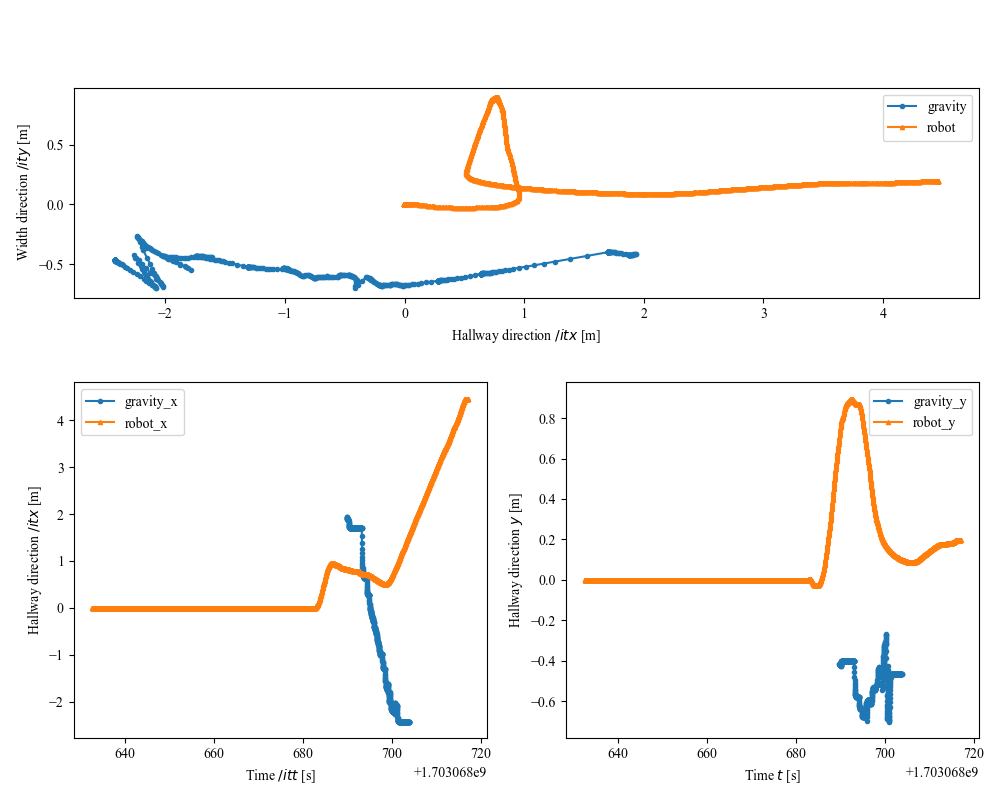 gravity
robot
Width direction /ity [m]
0.5
0.0
−0.5
−2 −1 0 1 2 3 4
Hallway direction /itx [m]
gravity_x
robot_x
Hallway direction /itx [m]
4
3
2
1
0
−1
−2
640 660 680 700 720
+1.703068e9
Time /itt [s]
gravity_y
robot_y
Hallway direction y [m]
0.8
0.6
0.4
0.2
0.0
−0.2
−0.4
−0.6
640 660 680 700 720
+1.703068e9
Time t [s]